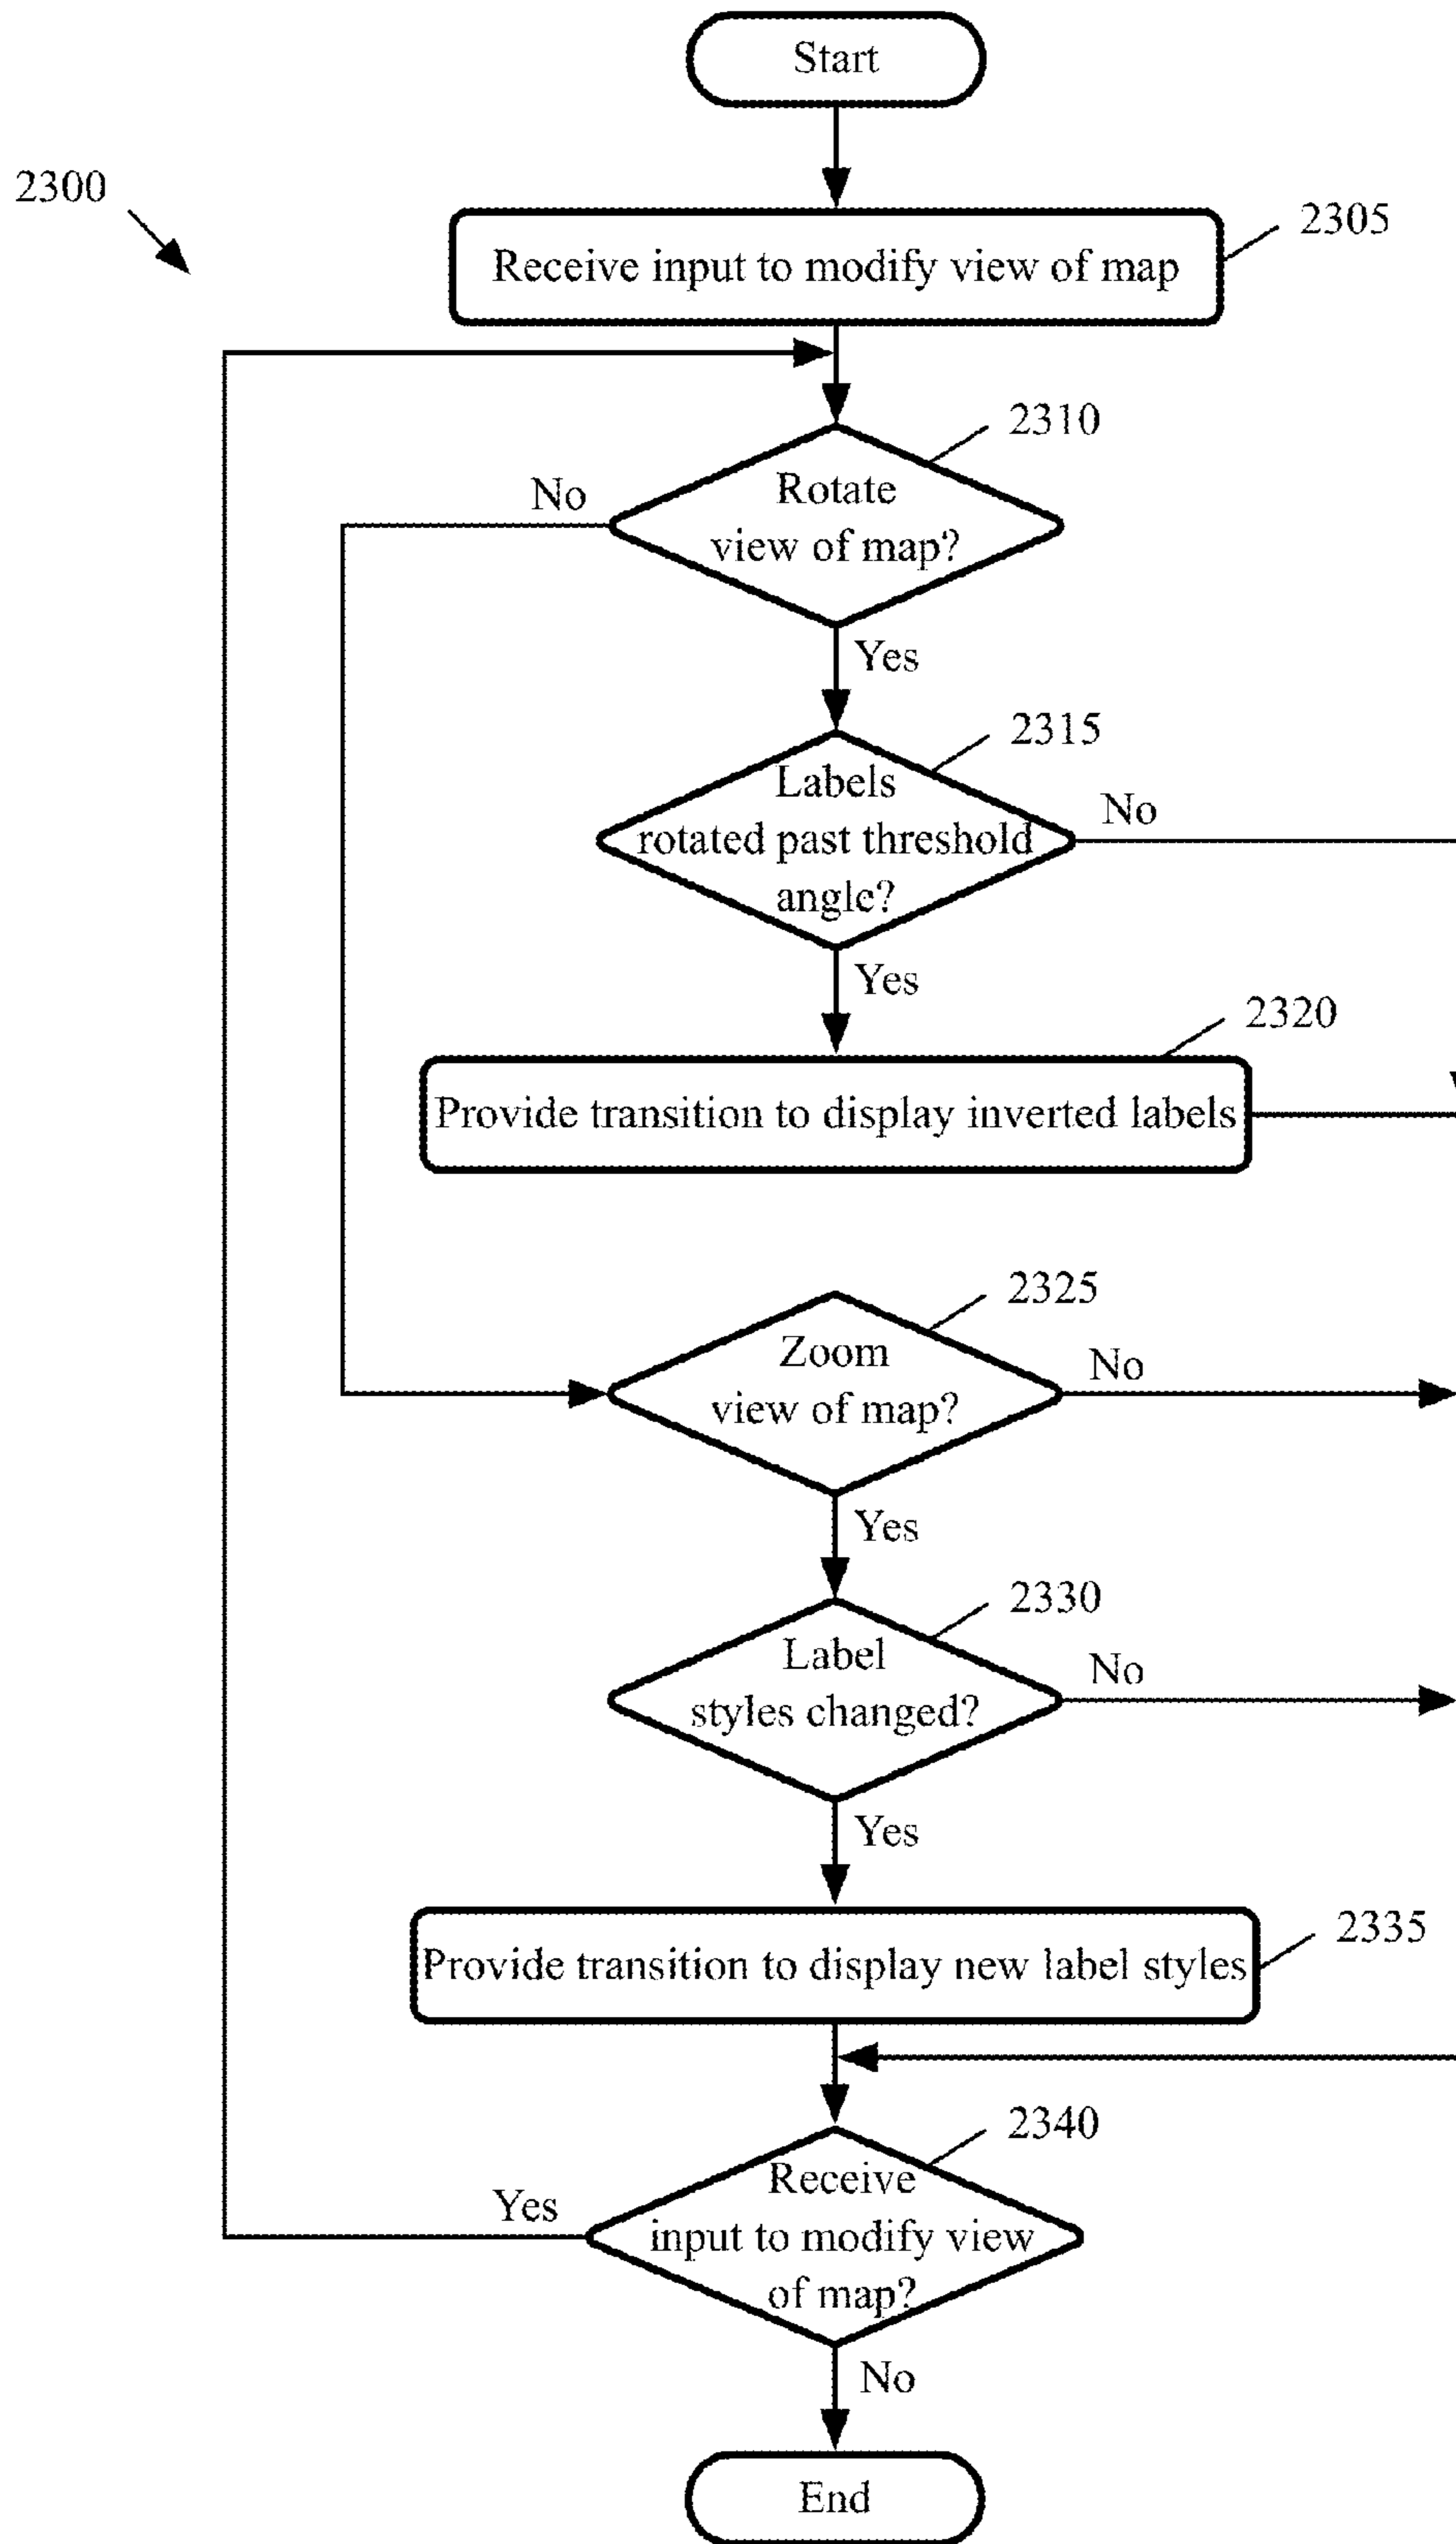 Start
2300
2305
Receive input to modify view of map
2310
No
Rotate
view of map?
Yes
2315
Labels
rotated past threshold
angle?
No
Yes
2320
Provide transition to display inverted labels
2325
Zoom
view of map?
No
Yes
2330
Label
styles changed?
No
Yes
2335
Provide transition to display new label styles
2340
Receive
input to modify view
of map?
Yes
No
End